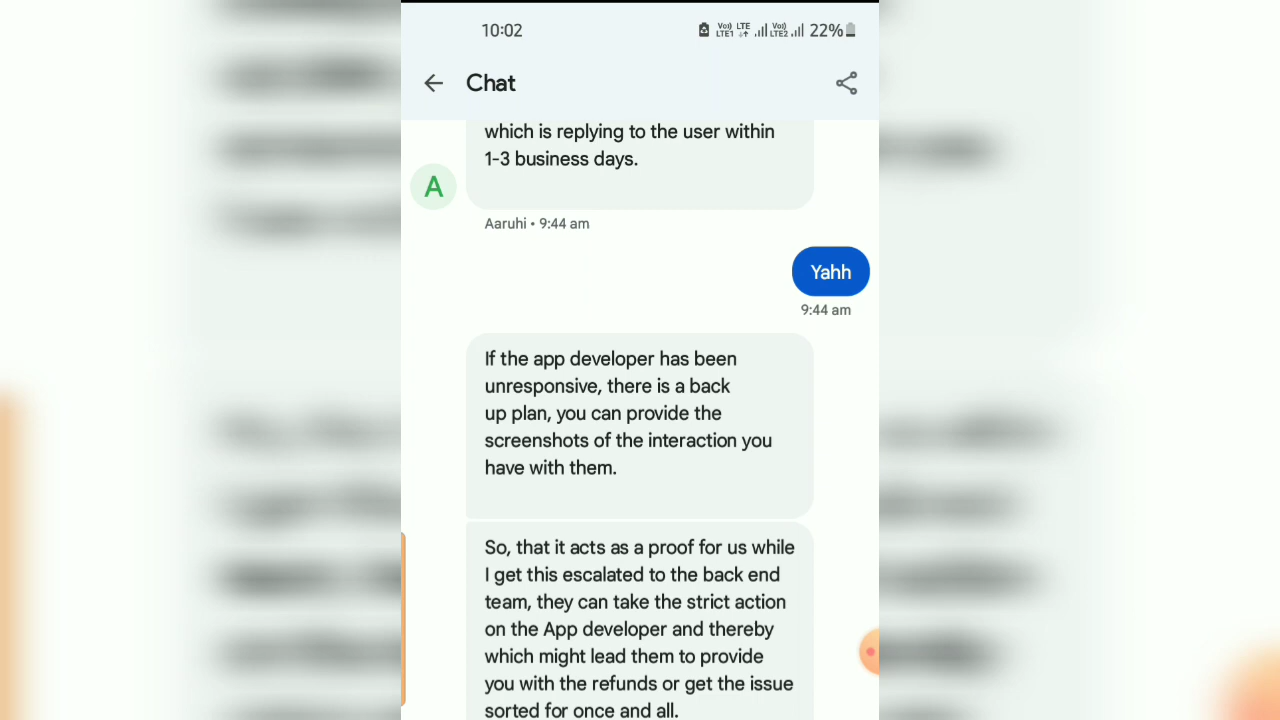 10:02
Vo) LTE1 LTE Vo) LTE2 22%
Chat
which is replying to the user within
1-3 business days.
A
Aaruhi • 9:44 am
Yahh
9:44 am
If the app developer has been
unresponsive, there is a back
up plan, you can provide the
screenshots of the interaction you
have with them.
So, that it acts as a proof for us while
I get this escalated to the back end
team, they can take the strict action
on the App developer and thereby
which might lead them to provide
you with the refunds or get the issue
sorted for once and all.